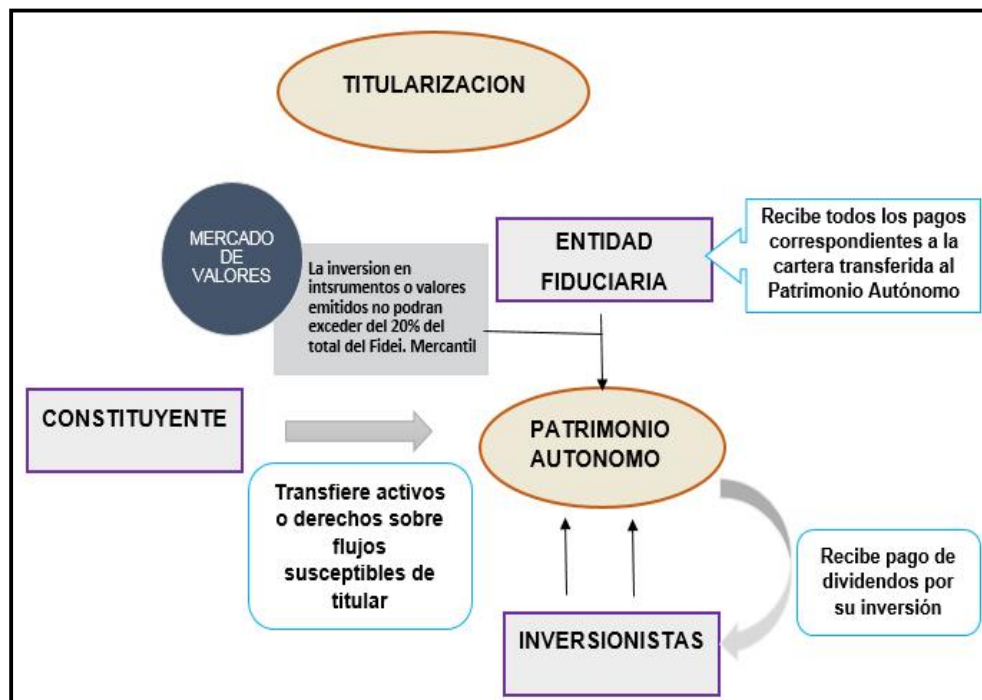 TITULARIZACION
MERCADO
DE
VALORES
La inversion en
intsrumentos o valores
emitidos no podran
exceder del 20% del
total del Fidei. Mercantil
ENTIDAD
FIDUCIARIA
Recibe todos los pagos
correspondientes a la
cartera transferida al
Patrimonio Autónomo
CONSTITUYENTE
PATRIMONIO
AUTONOMO
Transfiere activos
o derechos sobre
flujos
susceptibles de
titular
Recibe pago de
dividendos por
su inversión
INVERSIONISTAS